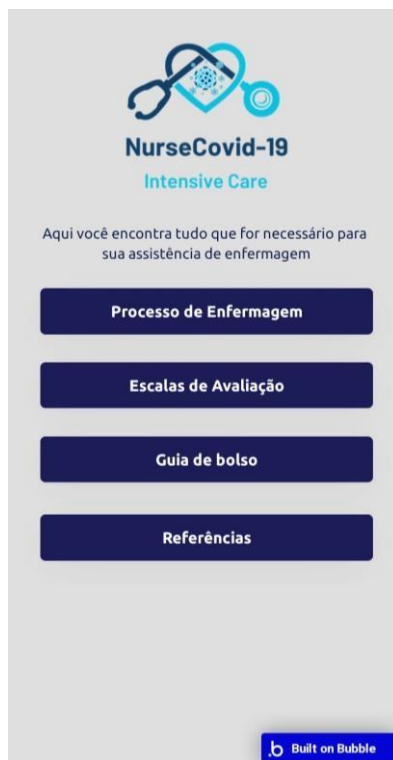 NurseCovid-19
Intensive Care
Aqui você encontra tudo que for necessário para
sua assistência de enfermagem
Processo de Enfermagem
Escalas de Avaliação
Guia de bolso
Referências
.b Built on Bubble